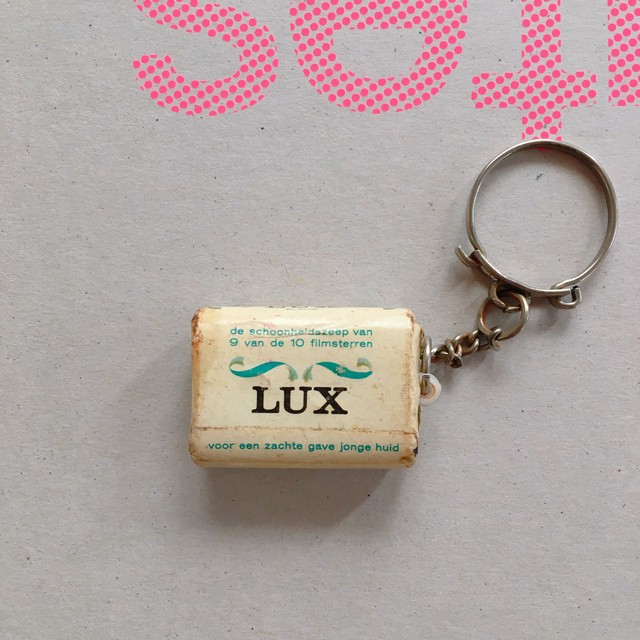 de schoonheidszeep van
9 van de 10 filmsterren
LUX
voor een zachte gave jonge huid